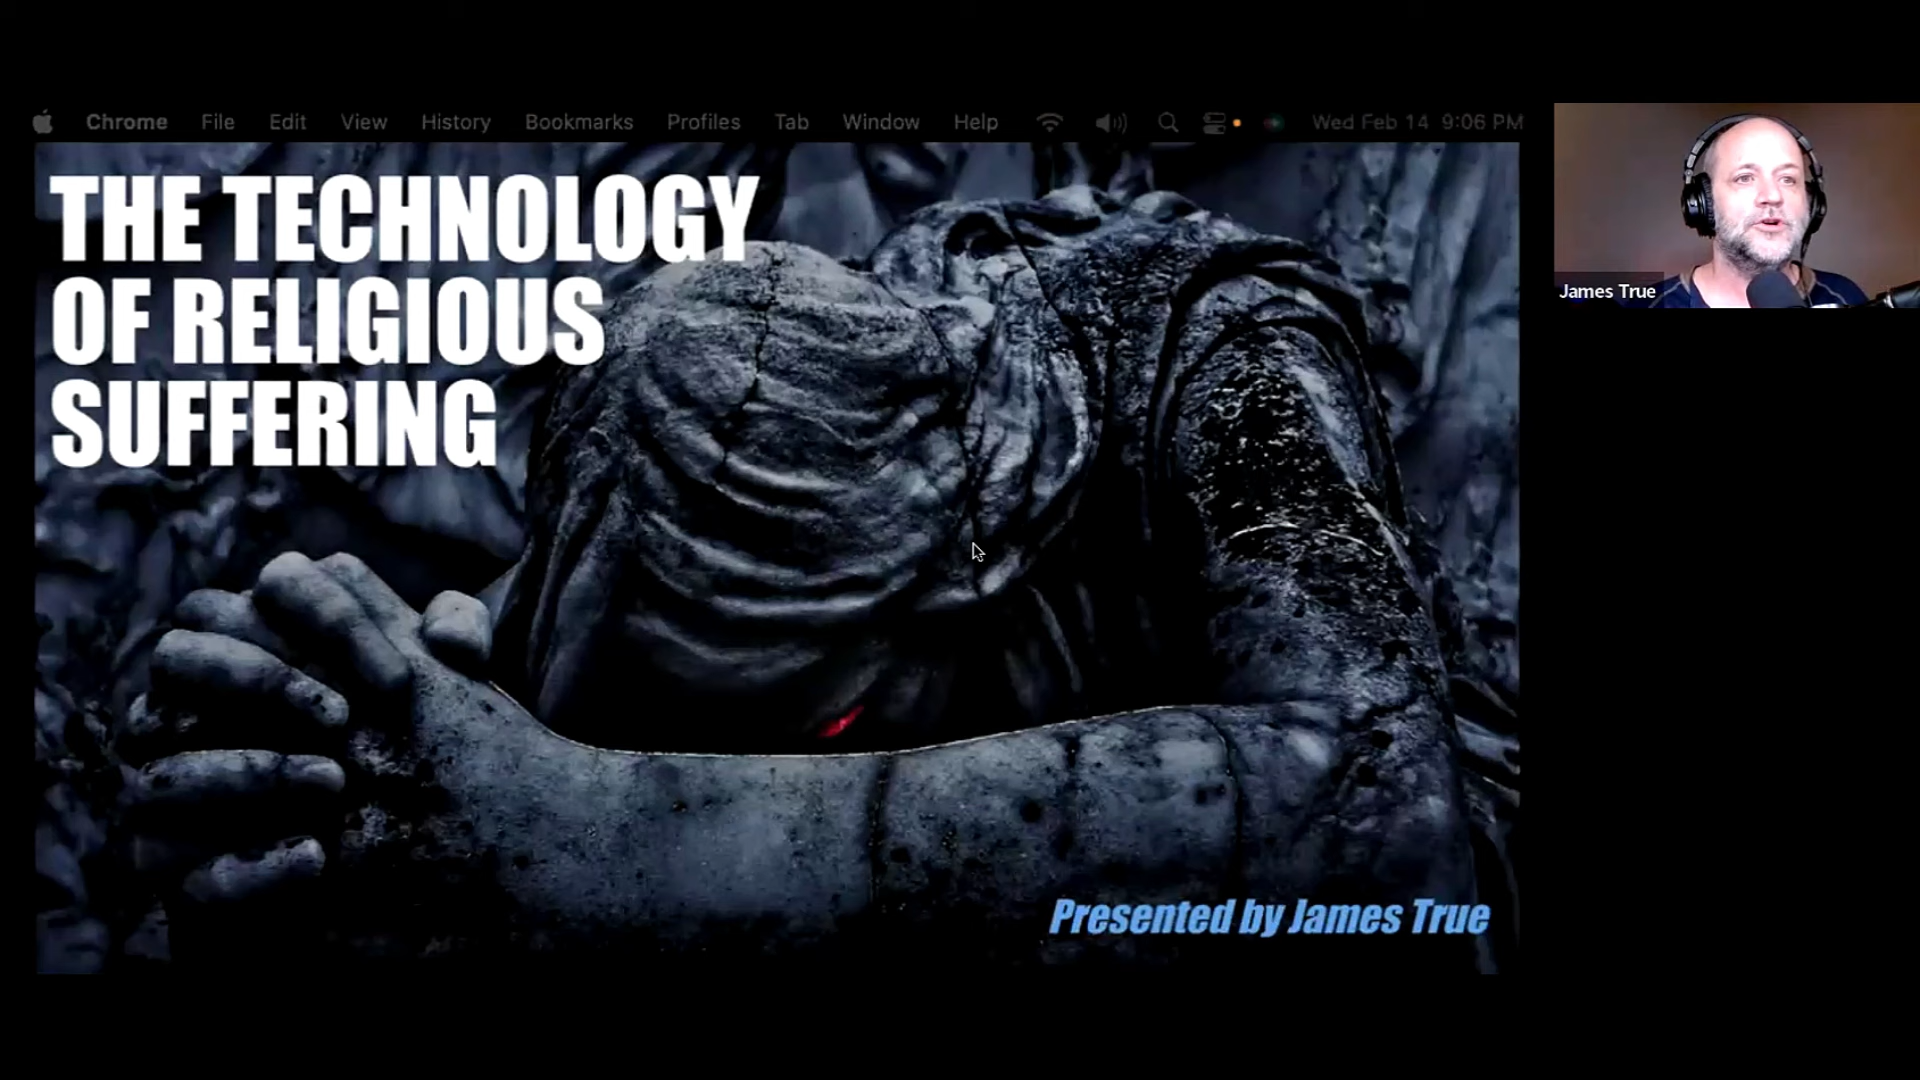 Chrome File Edit View History Bookmarks Profiles Tab Window Help Wed Feb 14 9:06 PM
THE TECHNOLOGY
OF RELIGIOUS
SUFFERING
James True
Presented by James True